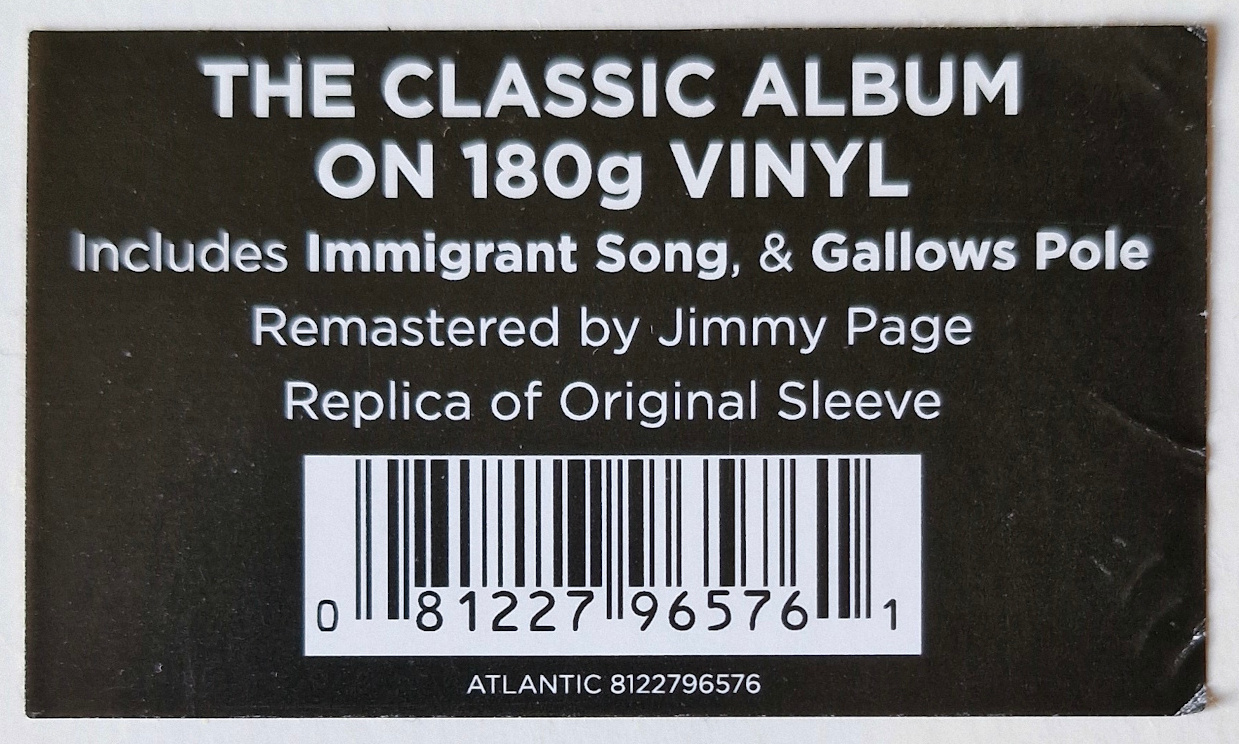 THE CLASSIC ALBUM
ON 180g VINYL
Includes Immigrant Song, & Gallows Pole
Remastered by Jimmy Page
Replica of Original Sleeve
0 81227 96576 1
ATLANTIC 8122796576